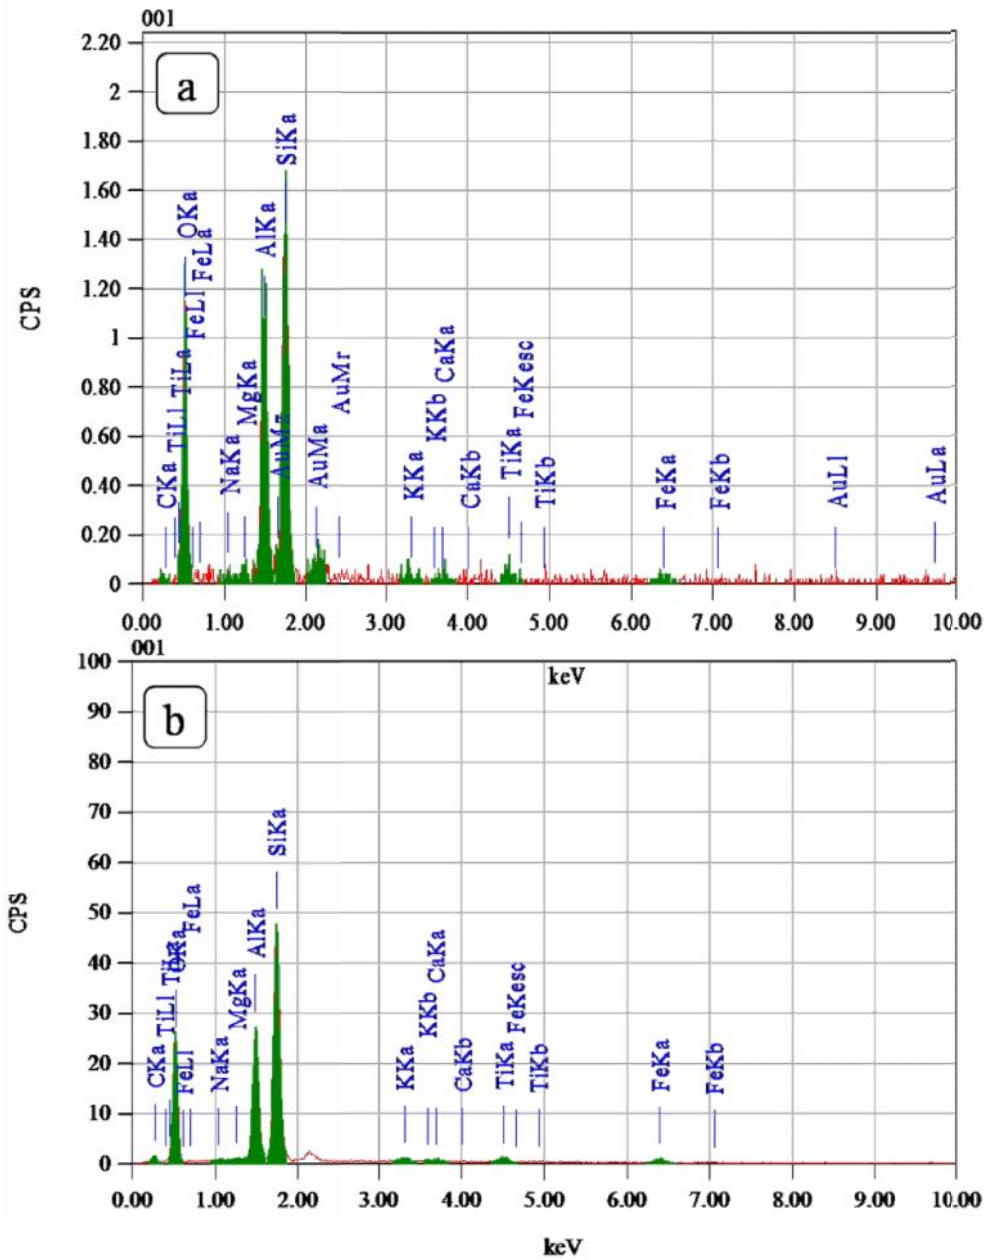 001
a
2.20
2
1.80
1.60
1.40
1.20
1
0.80
0.60
0.40
0.20
0
CPS
CKa
TiLl
TiLa
OKa
FeLl
FeLa
NaKa
MgKa
AlKa
AuMz
SiKa
AuMa
AuMr
KKa
KKb
CaKa
CaKb
TiKa
FeKesc
TiKb
FeKa
FeKb
AuLl
AuLa
0.00 1.00 2.00 3.00 4.00 5.00 6.00 7.00 8.00 9.00 10.00
keV
001
b
100
90
80
70
60
50
40
30
20
10
0
CPS
CKa
TiLl
OKa
FeLl
FeLa
NaKa
MgKa
AlKa
SiKa
KKa
KKb
CaKa
CaKb
TiKa
FeKesc
TiKb
FeKa
FeKb
0.00 1.00 2.00 3.00 4.00 5.00 6.00 7.00 8.00 9.00 10.00
keV